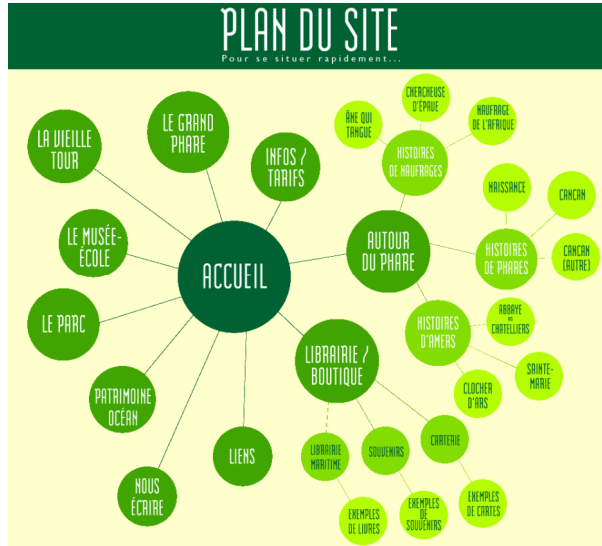 PLAN DU SITE
Pour se situer rapidement...
LA VIEILLE
TOUR
LE GRAND
PHARE
INFOS /
TARIFS
LE MUSÉE-
ÉCOLE
ACCUEIL
LE PARC
PATRIMOINE
OCÉAN
NOUS
ÉCRIRE
LIENS
AUTOUR
DU PHARE
HISTOIRES
DE NAUFRAGES
ÂNE QUI
TANGUE
CHERCHEUSE
D'ÉPAVE
NAUFRAGE
DE L'AFRIQUE
HISTOIRES
DE PHARES
NAISSANCE
CANCAN
CANCAN
(AUTRE)
HISTOIRES
D'AMERS
ABBAYE
DES
CHATELLIERS
SAINTE-
MARIE
CLOCHER
D'ARS
LIBRAIRIE /
BOUTIQUE
LIBRAIRIE
MARITIME
SOUVENIRS
CARTERIE
EXEMPLES
DE LIVRES
EXEMPLES
DE
SOUVENIRS
EXEMPLES
DE CARTES